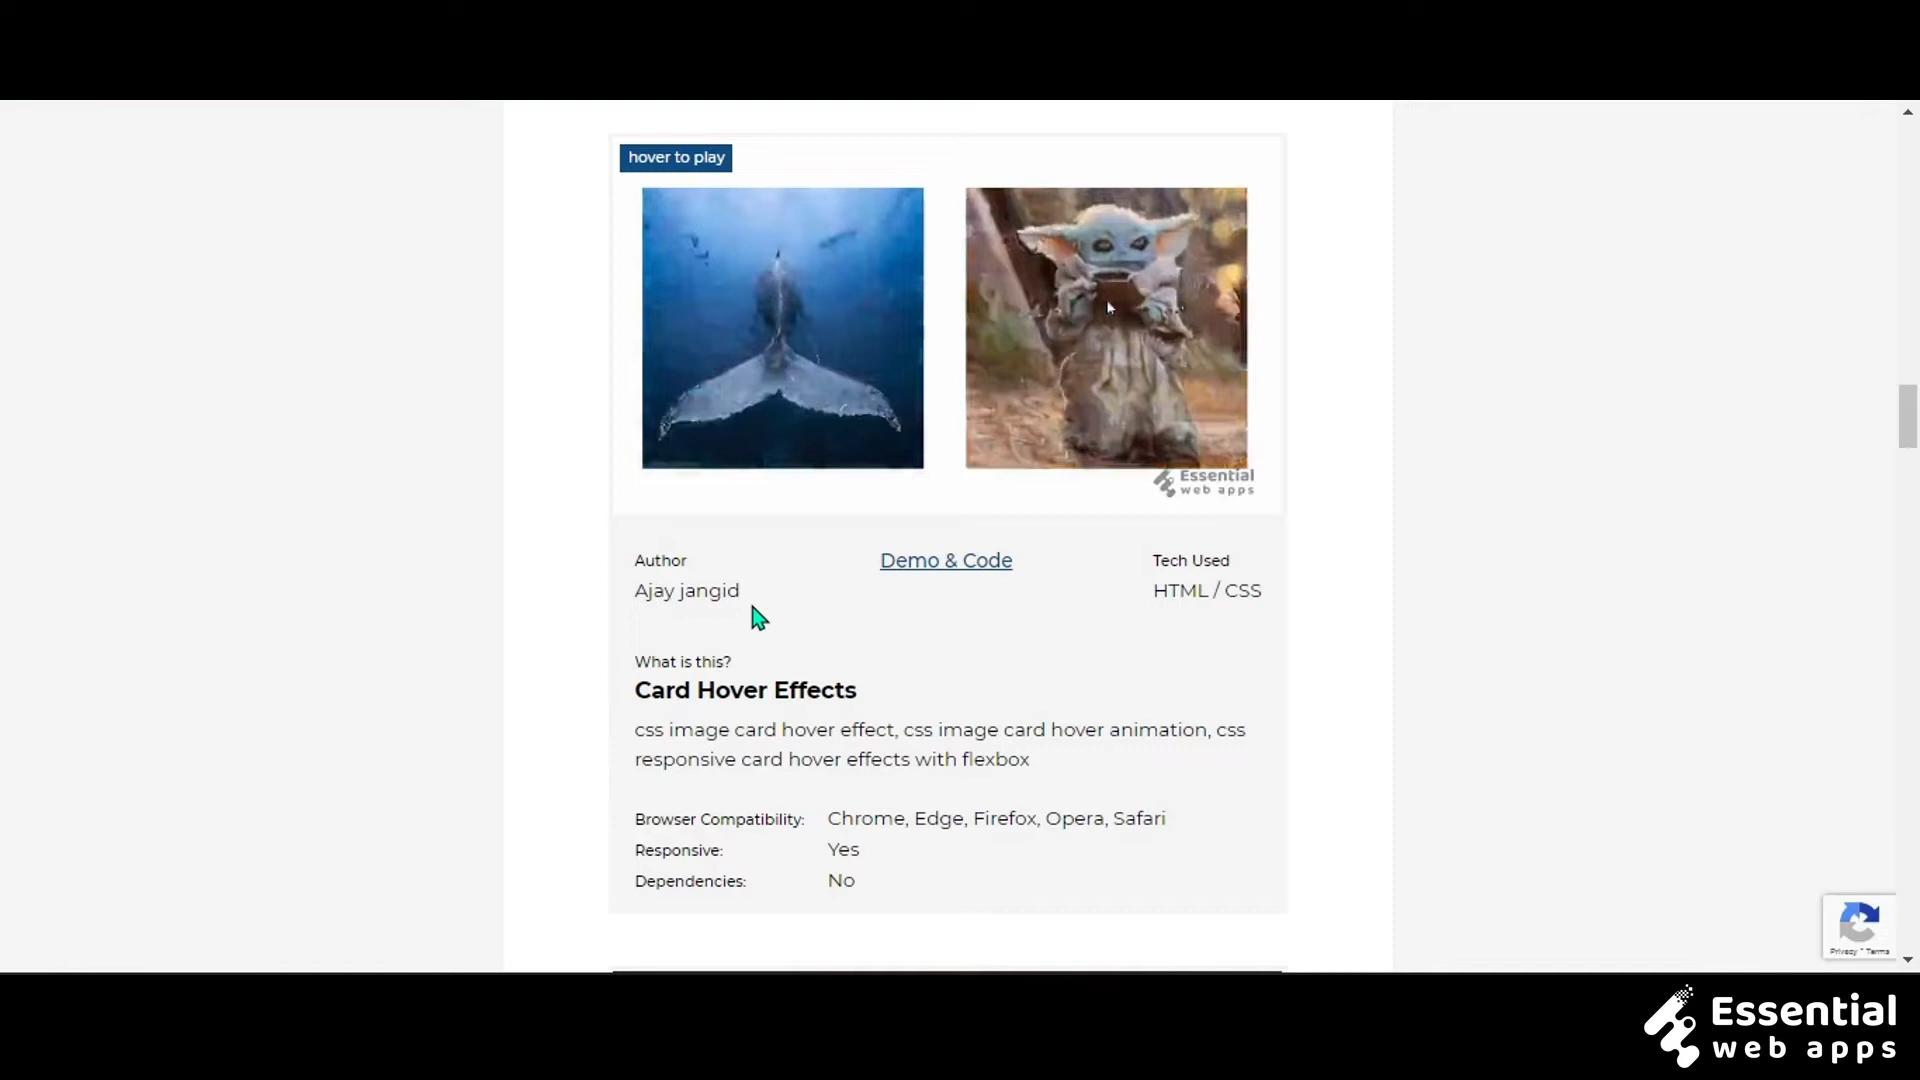 hover to play
Essential
web apps
Author
Demo & Code
Tech Used
Ajay jangid
HTML / CSS
What is this?
Card Hover Effects
css image card hover effect, css image card hover animation, css
responsive card hover effects with flexbox
Browser Compatibility: Chrome, Edge, Firefox, Opera, Safari
Responsive: Yes
Dependencies: No
Privacy - Terms
Essential
web apps